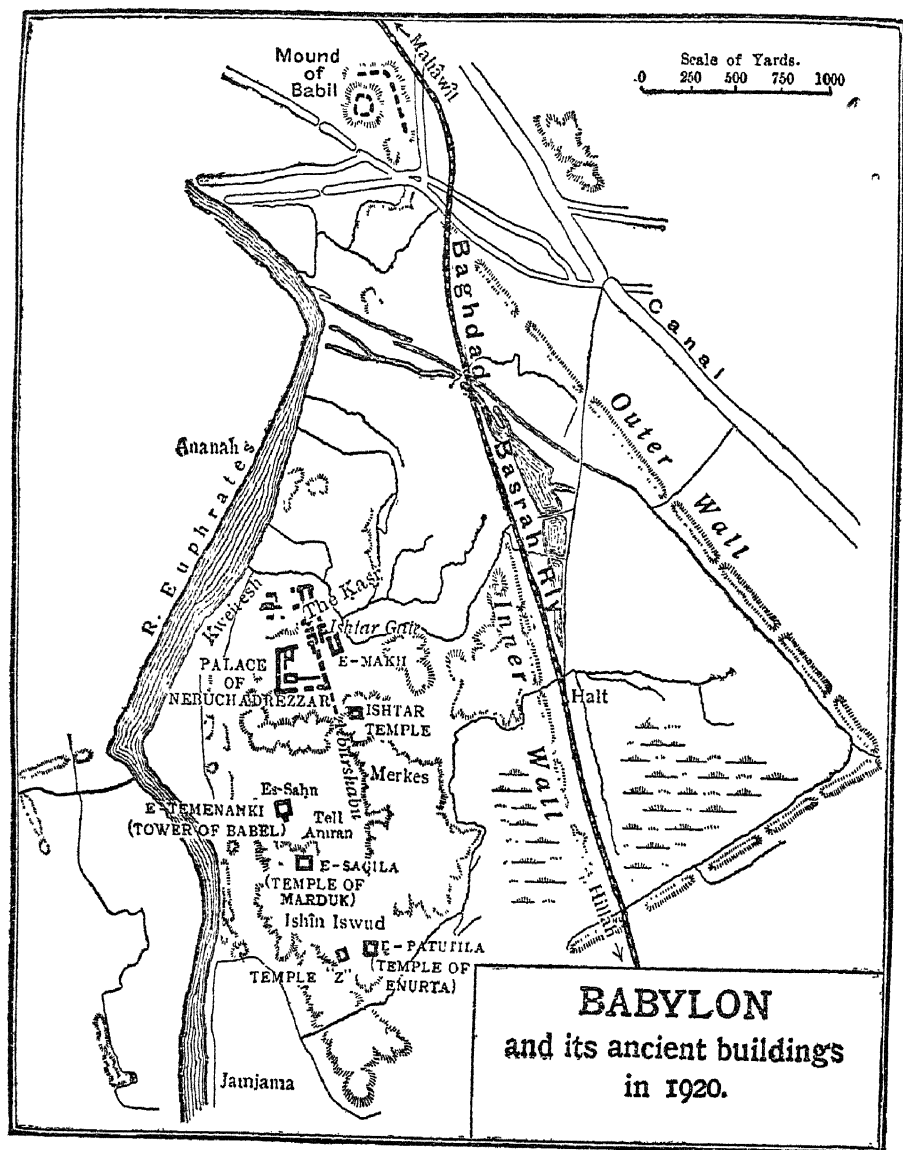 Mound
of
Babil
Mahâwîl
Scale of Yards.
0 250 500 750 1000
Baghdad
Basrah Rly
Canal
Outer
Wall
Ananah
R. Euphrates
Kweiresh
The Kasr
Ishtar Gate
E-MAKH
PALACE
OF
NEBUCHADREZZAR
ISHTAR
TEMPLE
Inner
Wall
Halt
Merkes
Es-Sahn
E-TEMENANKI
(TOWER OF BABEL)
Tell
Amran
E-SAGILA
(TEMPLE OF
MARDUK)
Ishîn Iswud
E-PATUTILA
(TEMPLE OF
ENURTA)
TEMPLE "Z"
Hillah
Jamjama
BABYLON
and its ancient buildings
in 1920.